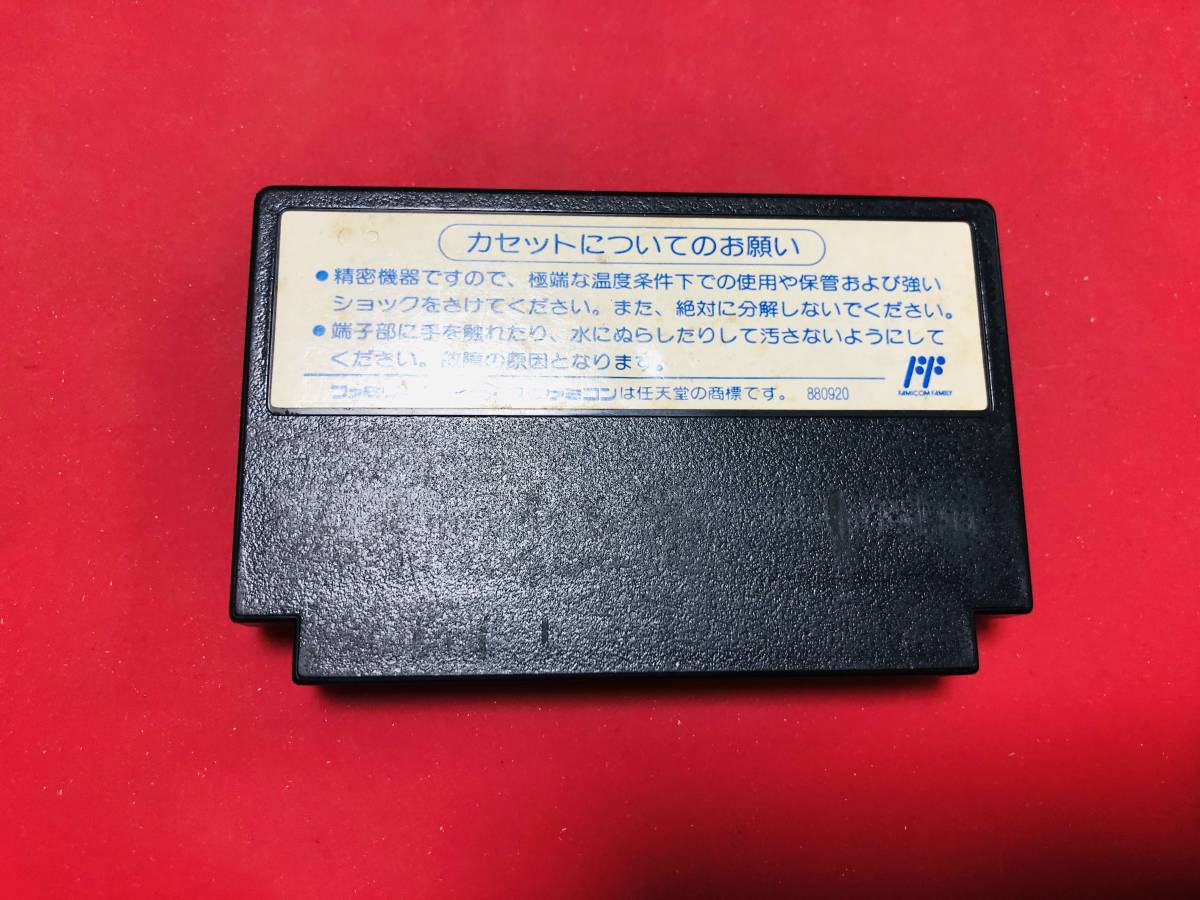 カセットについてのお願い
●精密機器ですので、極端な温度条件下での使用や保管および強い
ショックをさけてください。また、絶対に分解しないでください。
●端子部に手を触れたり、水にぬらしたりして汚さないようにして
ください。故障の原因となります。
ファミ ファミコンは任天堂の商標です。 880920
FAMICOM FAMILY